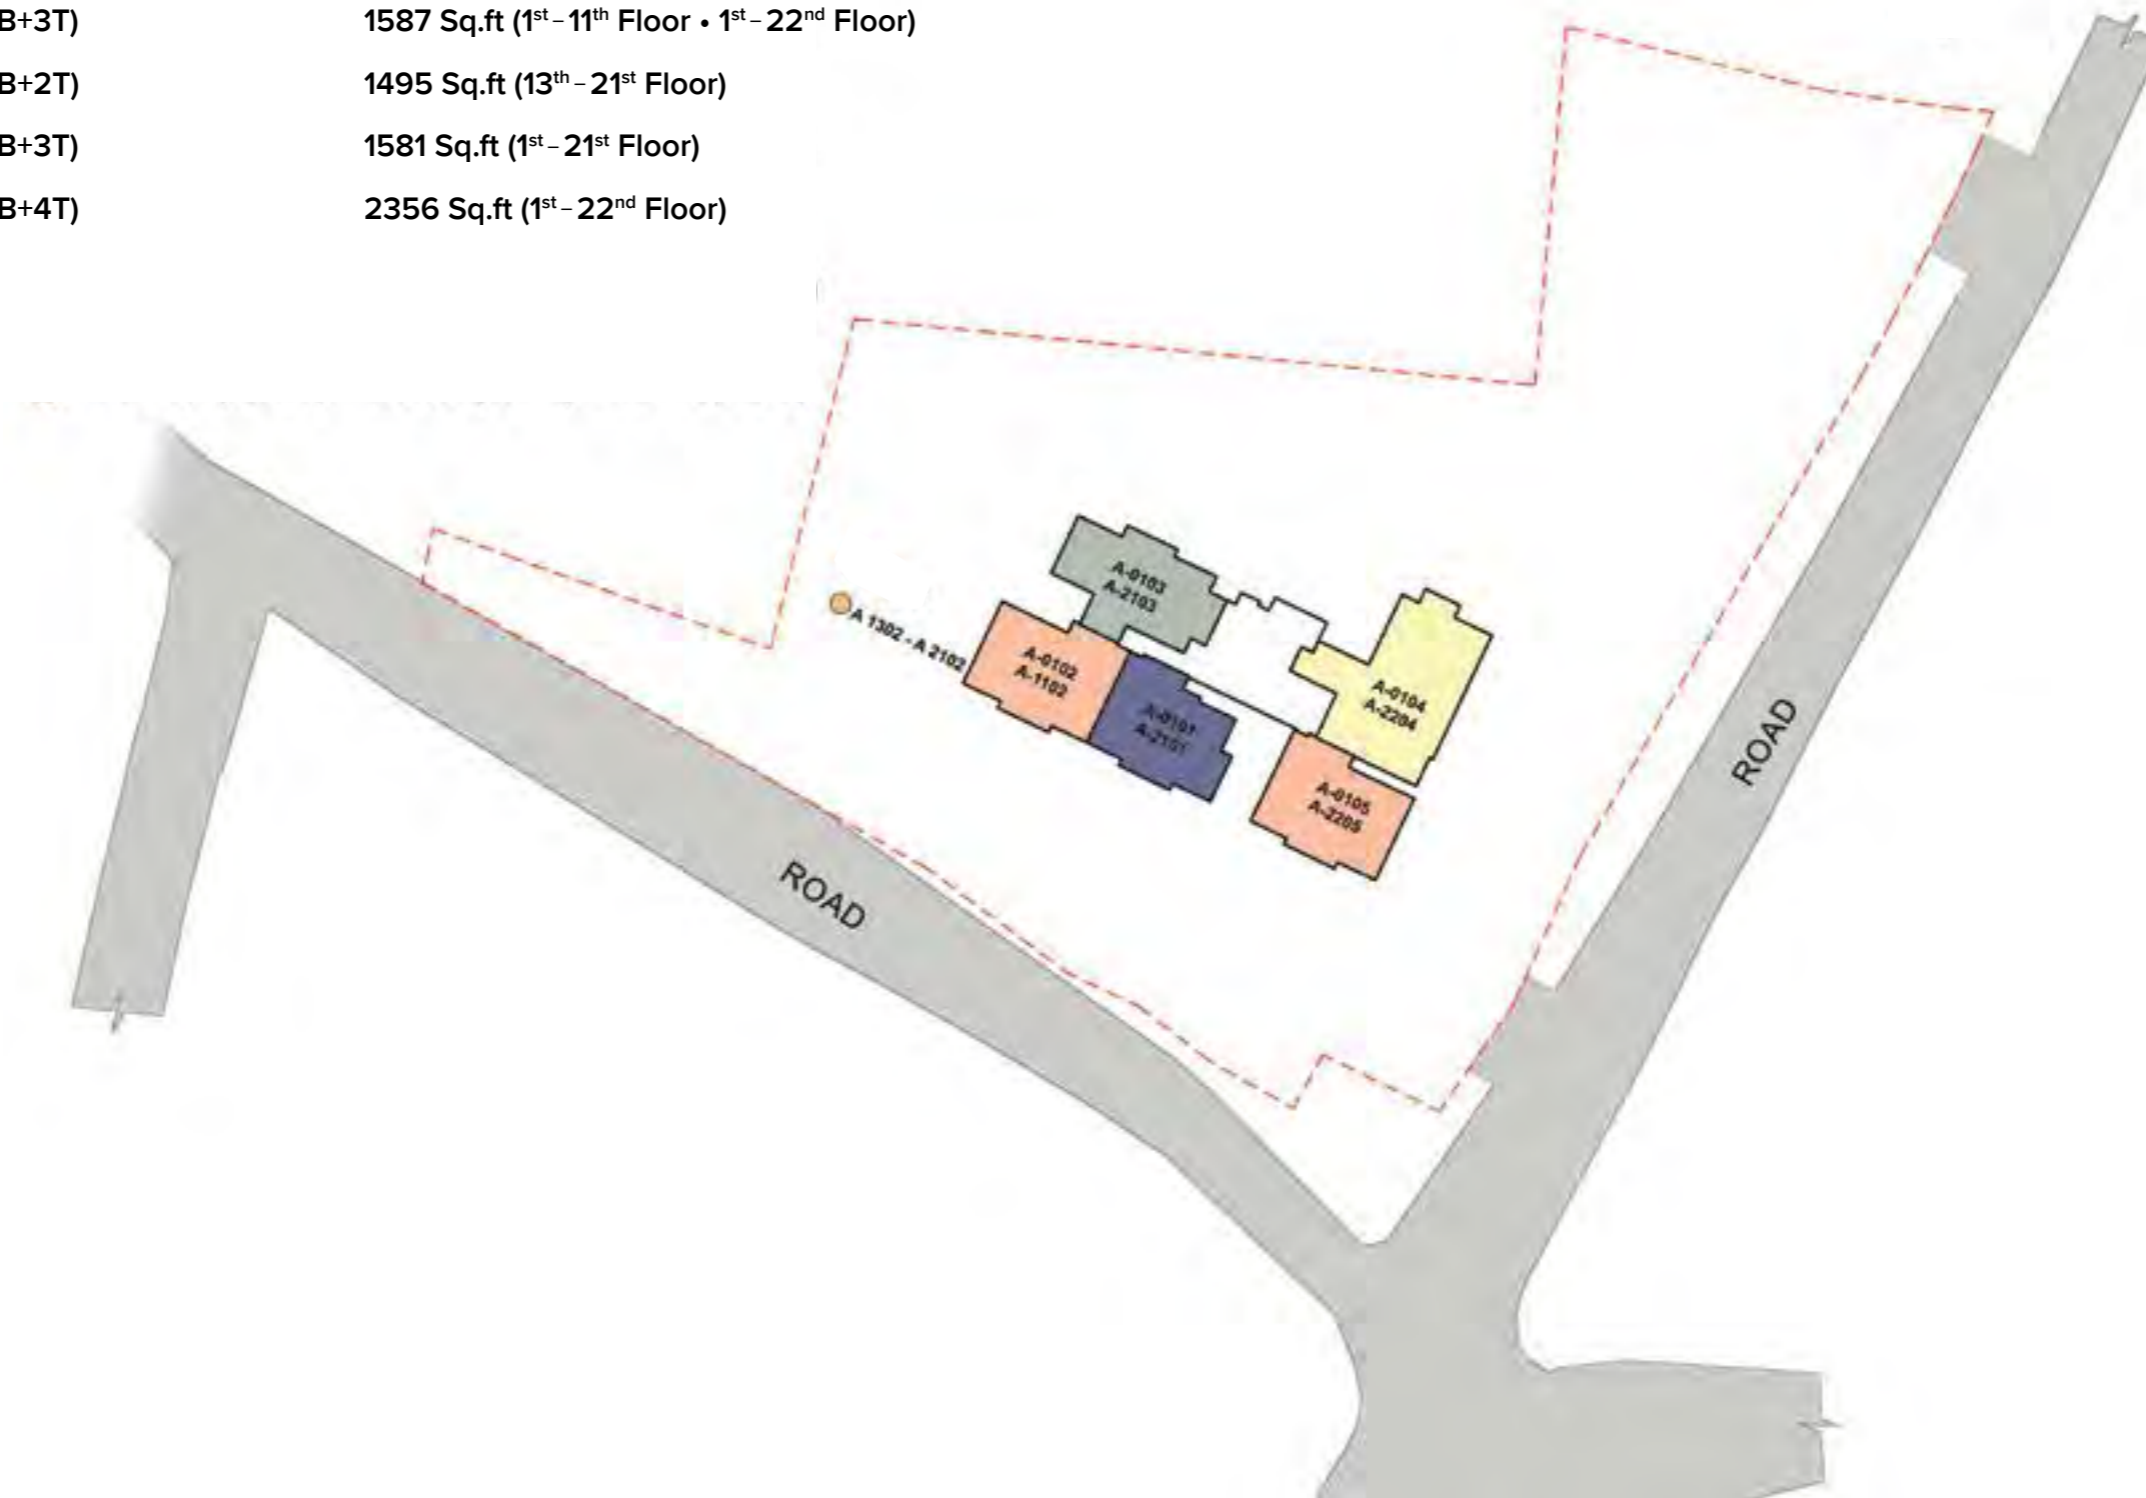 B+3T) 1587 Sq.ft (1st – 11th Floor • 1st – 22nd Floor)
B+2T) 1495 Sq.ft (13th – 21st Floor)
B+3T) 1581 Sq.ft (1st – 21st Floor)
B+4T) 2356 Sq.ft (1st – 22nd Floor)
A-0103
A-2103
A 1302 - A 2102
A-0102
A-1102
A-0101
A-2101
A-0104
A-2204
A-0105
A-2205
ROAD
ROAD